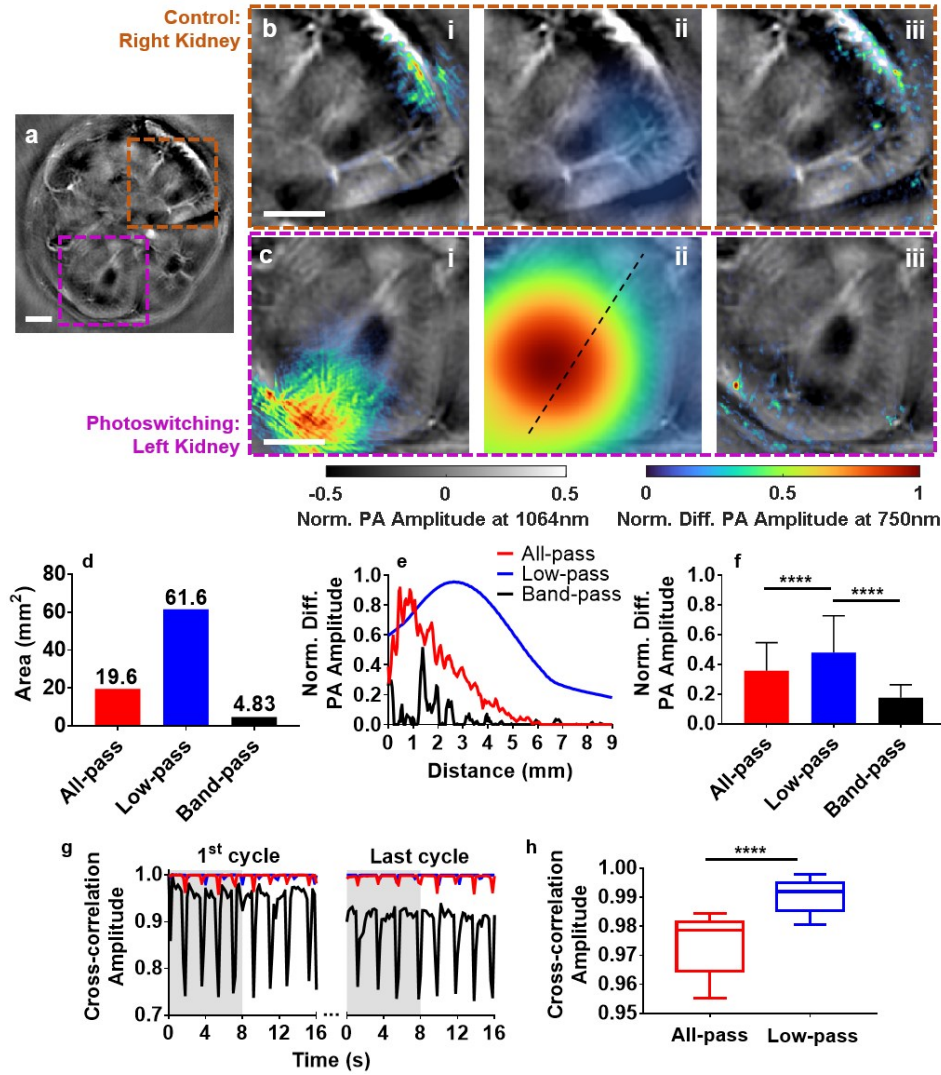 Control:
Right Kidney
b
i
ii
iii
a
c
i
ii
iii
Photoswitching:
Left Kidney
-0.5 0 0.5
Norm. PA Amplitude at 1064nm
0 0.5 1
Norm. Diff. PA Amplitude at 750nm
d
Area (mm²)
80
60
40
20
0
19.6
61.6
4.83
All-pass
Low-pass
Band-pass
e
All-pass
Low-pass
Band-pass
Norm. Diff.
PA Amplitude
1.0
0.8
0.6
0.4
0.2
0.0
0 1 2 3 4 5 6 7 8 9
Distance (mm)
f
Norm. Diff.
PA Amplitude
1.0
0.8
0.6
0.4
0.2
0.0
**** ****
All-pass
Low-pass
Band-pass
g
1st cycle
Last cycle
Cross-correlation
Amplitude
1.0
0.9
0.8
0.7
0 4 8 12 16 ... 0 4 8 12 16
Time (s)
h
****
Cross-correlation
Amplitude
1.00
0.99
0.98
0.97
0.96
0.95
All-pass Low-pass